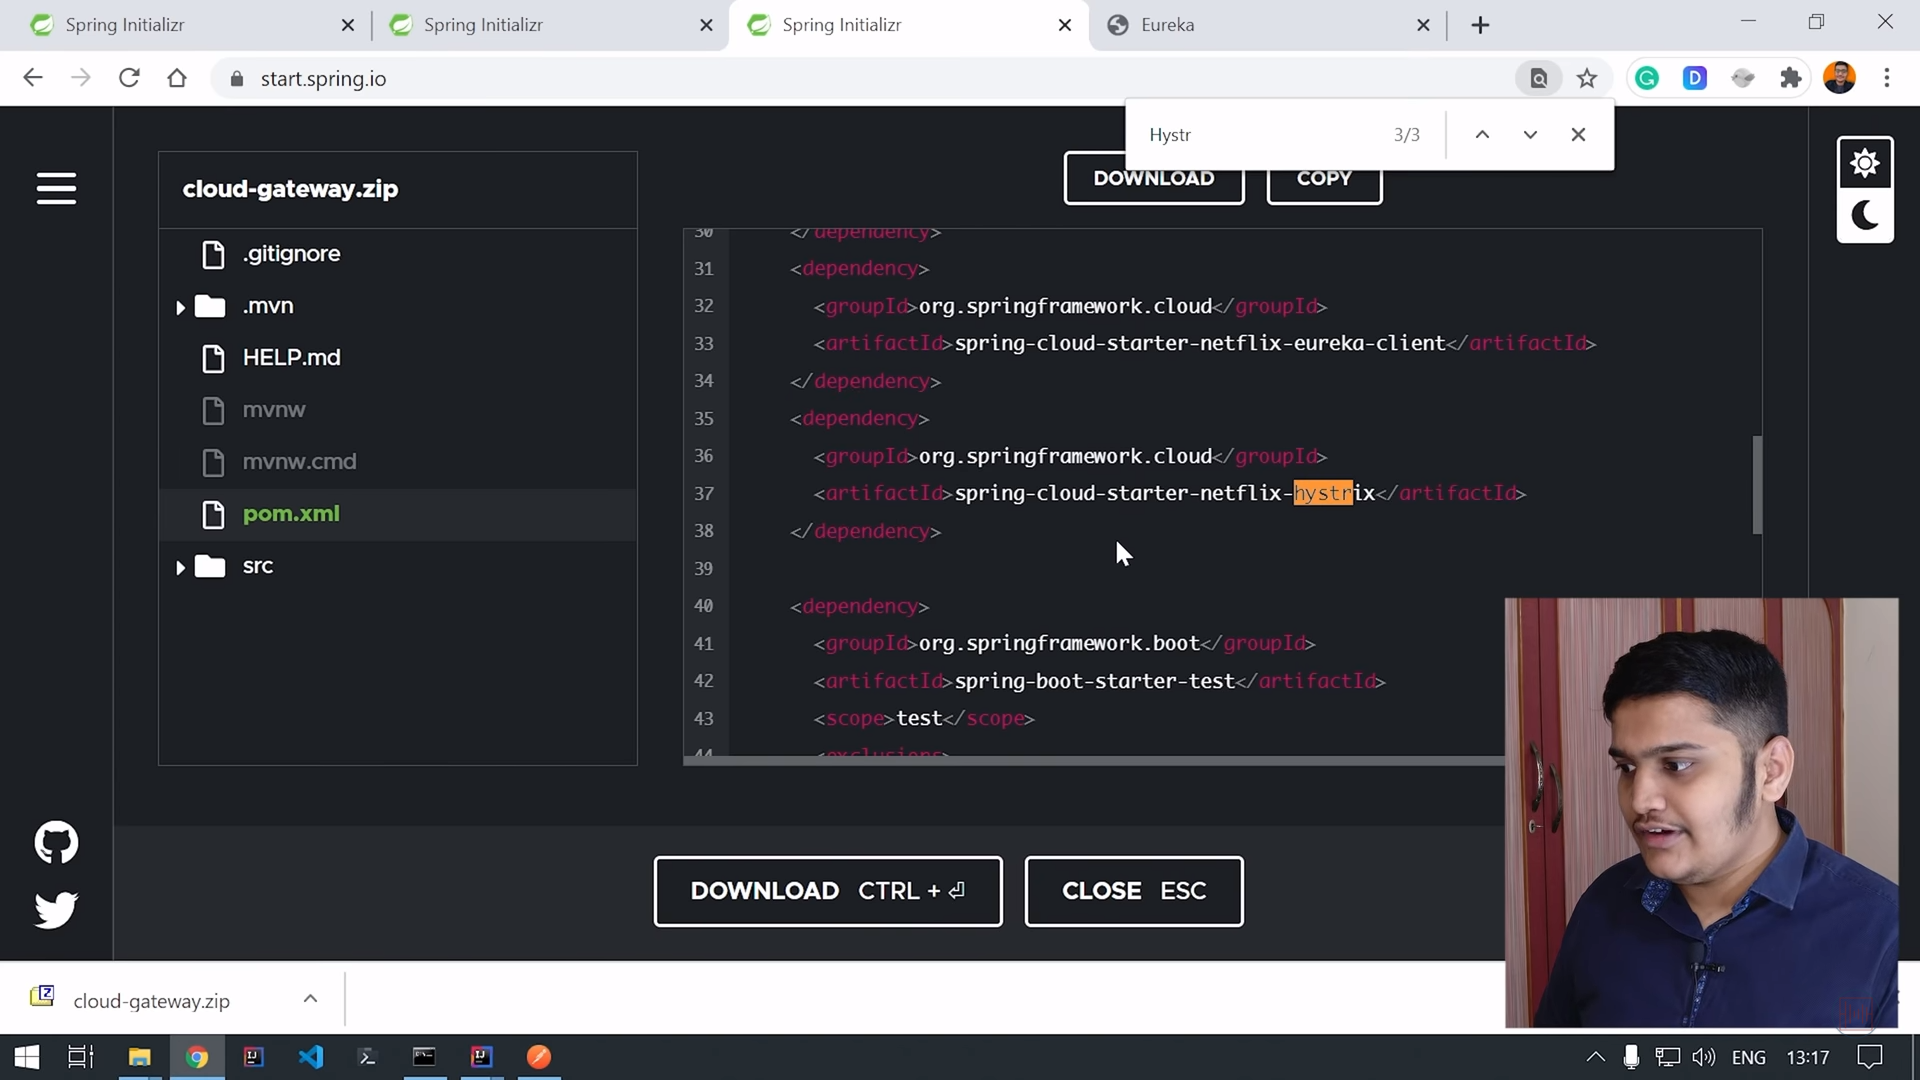 Spring Initializr
Spring Initializr
Spring Initializr
Eureka
start.spring.io
Hystr 3/3
cloud-gateway.zip
DOWNLOAD
COPY
.gitignore
.mvn
HELP.md
mvnw
mvnw.cmd
pom.xml
src
30 </dependency>
31 <dependency>
32 <groupId>org.springframework.cloud</groupId>
33 <artifactId>spring-cloud-starter-netflix-eureka-client</artifactId>
34 </dependency>
35 <dependency>
36 <groupId>org.springframework.cloud</groupId>
37 <artifactId>spring-cloud-starter-netflix-hystrix</artifactId>
38 </dependency>
39
40 <dependency>
41 <groupId>org.springframework.boot</groupId>
42 <artifactId>spring-boot-starter-test</artifactId>
43 <scope>test</scope>
44 <exclusions>
DOWNLOAD CTRL + ⏎
CLOSE ESC
cloud-gateway.zip
ENG 13:17